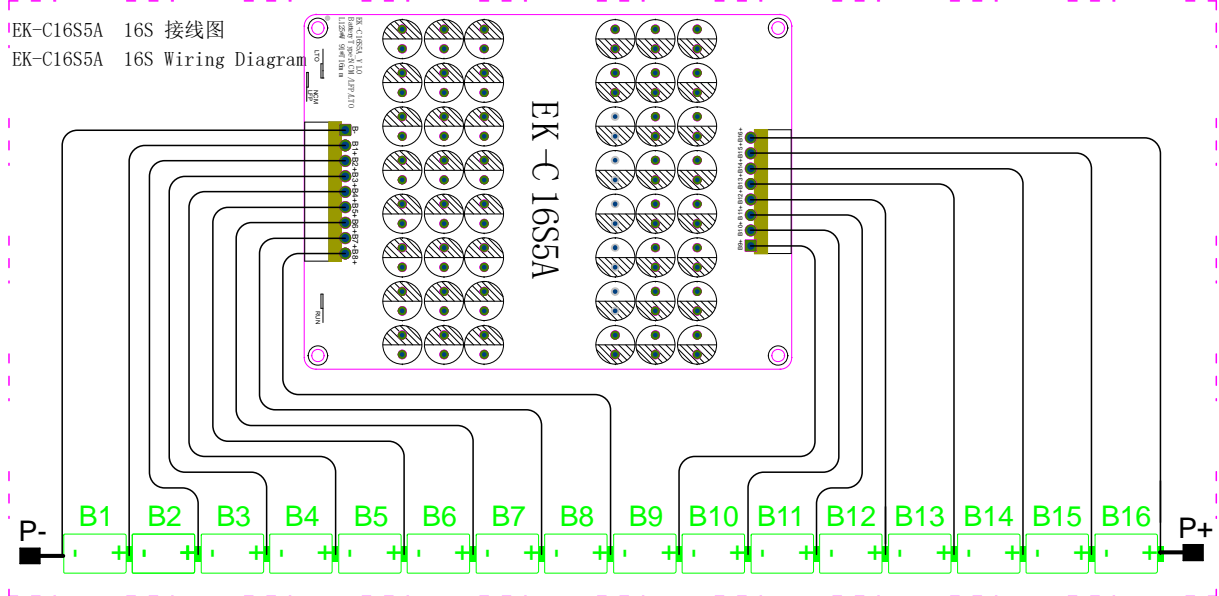 EK-C16S5A 16S 接线图
EK-C16S5A 16S Wiring Diagram
LTO
LFP
NCM
EK-C16S5A
B-
B1+
B2+
B3+
B4+
B5+
B6+
B7+
B8+
RUN
B16+
B15+
B14+
B13+
B12+
B11+
B10+
B9+
P-
B1 B2 B3 B4 B5 B6 B7 B8 B9 B10 B11 B12 B13 B14 B15 B16
P+